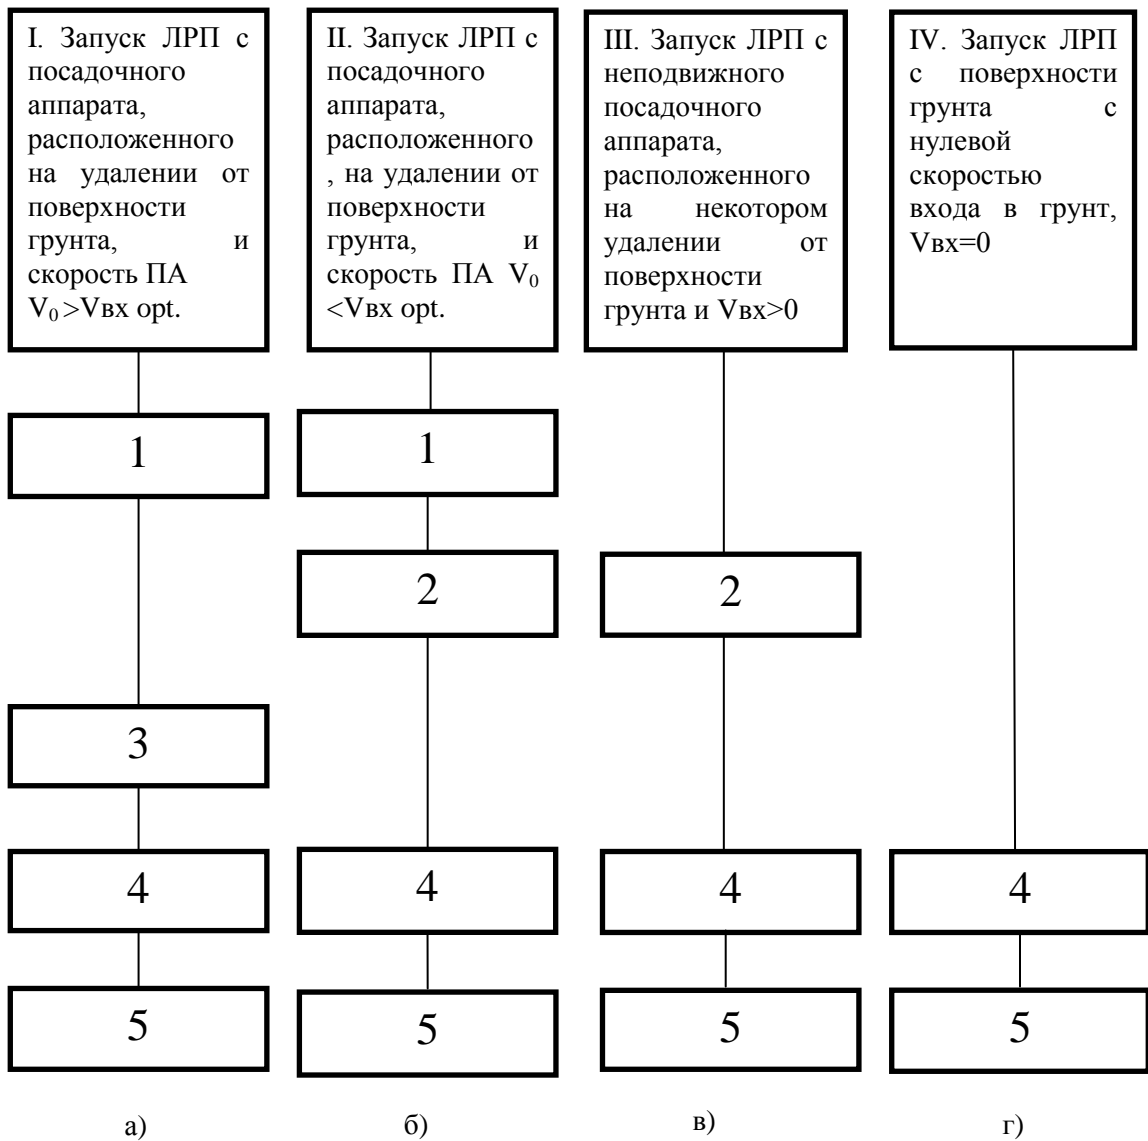 I. Запуск ЛРП с
посадочного
аппарата,
расположенного
на удалении от
поверхности
грунта, и
скорость ПА
V₀ >Vвх opt.
II. Запуск ЛРП с
посадочного
аппарата,
расположенного
, на удалении от
поверхности
грунта, и
скорость ПА V₀
<Vвх opt.
III. Запуск ЛРП с
неподвижного
посадочного
аппарата,
расположенного
на некотором
удалении от
поверхности
грунта и Vвх>0
IV. Запуск ЛРП
с поверхности
грунта с
нулевой
скоростью
входа в грунт,
Vвх=0
1
1
2
2
3
4
4
4
4
5
5
5
5
а)
б)
в)
г)